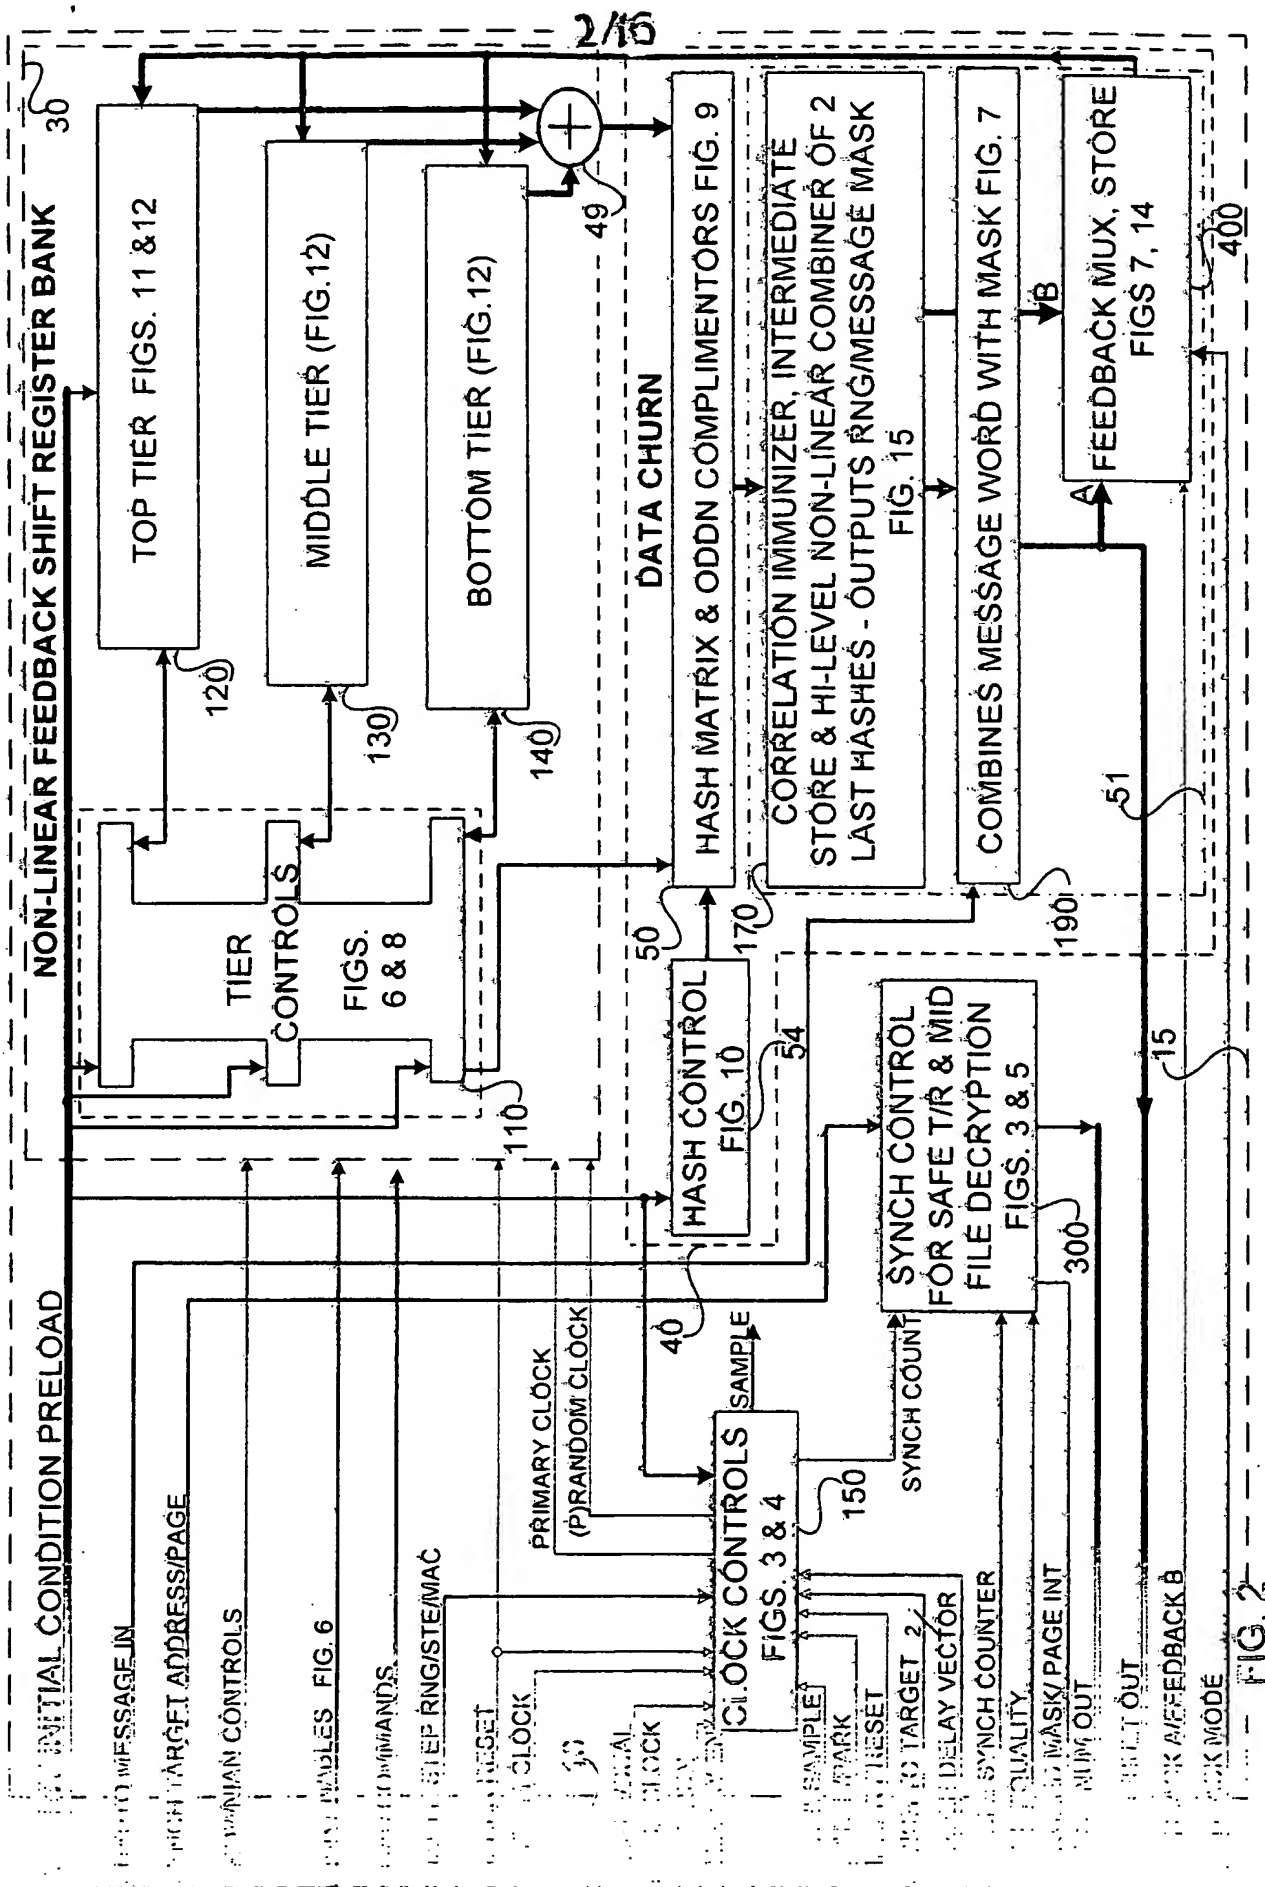 2/16
30
NON-LINEAR FEEDBACK SHIFT REGISTER BANK
TOP TIER FIGS. 11 & 12
120
MIDDLE TIER (FIG.12)
130
BOTTOM TIER (FIG.12)
140
49
TIER
CONTROLS
FIGS.
6 & 8
110
DATA CHURN
HASH MATRIX & ODDN COMPLIMENTORS FIG. 9
50
CORRELATION IMMUNIZER, INTERMEDIATE
STORE & HI-LEVEL NON-LINEAR COMBINER OF 2
LAST HASHES - OUTPUTS RNG/MESSAGE MASK
FIG. 15
170
COMBINES MESSAGE WORD WITH MASK FIG. 7
190
A
B
FEEDBACK MUX, STORE
FIGS 7, 14
400
51
15
HASH CONTROL
FIG. 10
54
40
SYNCH CONTROL
FOR SAFE T/R & MID
FILE DECRYPTION
FIGS. 3 & 5
300
PRIMARY CLOCK
(P)RANDOM CLOCK
SAMPLE
SYNCH COUNT
CLOCK CONTROLS
FIGS. 3 & 4
150
INITIAL CONDITION PRELOAD
MESSAGE IN
TARGET ADDRESS/PAGE
CONTROLS
FIG. 6
STEP RNG/STE/MAC
CLOCK
CLOCK
SAMPLE
RESET
TARGET 2
DELAY VECTOR
SYNCH COUNTER
MASK/ PAGE INT
OUT
OUT
A/FEEDBACK B
MODE
FIG. 2